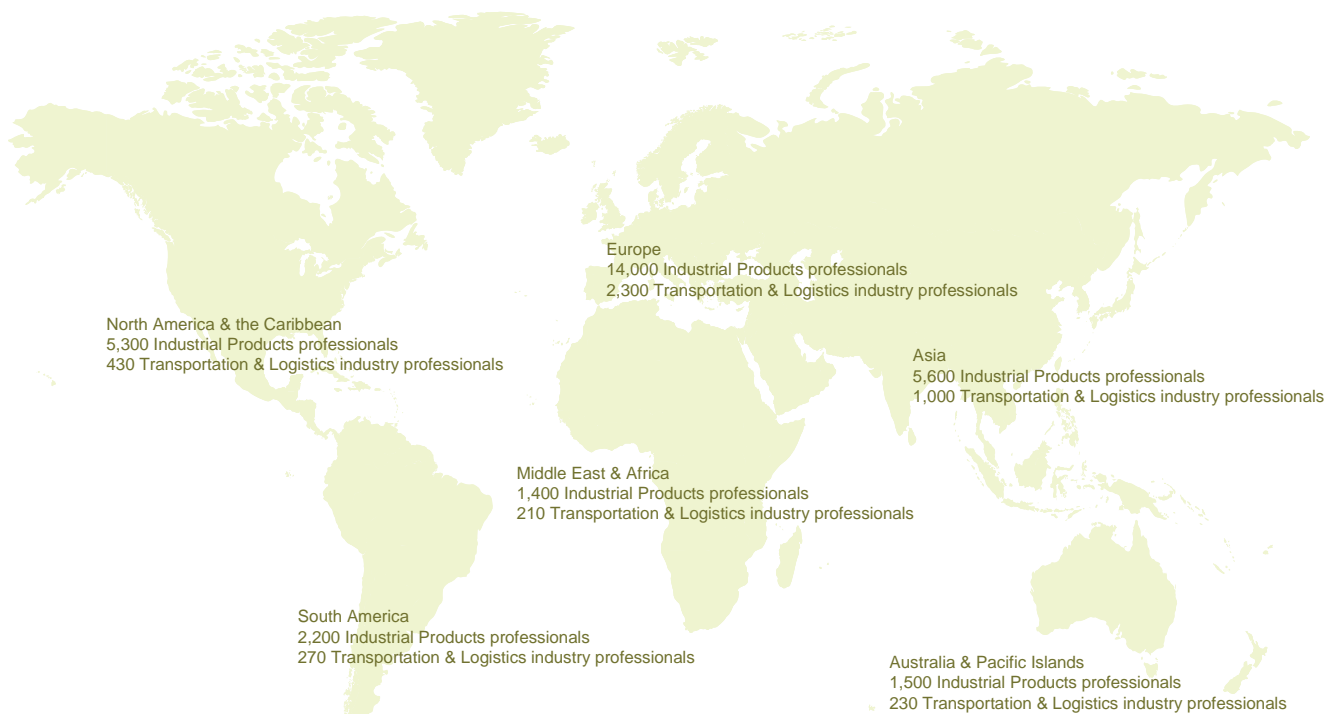 Europe
14,000 Industrial Products professionals
2,300 Transportation & Logistics industry professionals
North America & the Caribbean
5,300 Industrial Products professionals
430 Transportation & Logistics industry professionals
Asia
5,600 Industrial Products professionals
1,000 Transportation & Logistics industry professionals
Middle East & Africa
1,400 Industrial Products professionals
210 Transportation & Logistics industry professionals
South America
2,200 Industrial Products professionals
270 Transportation & Logistics industry professionals
Australia & Pacific Islands
1,500 Industrial Products professionals
230 Transportation & Logistics industry professionals